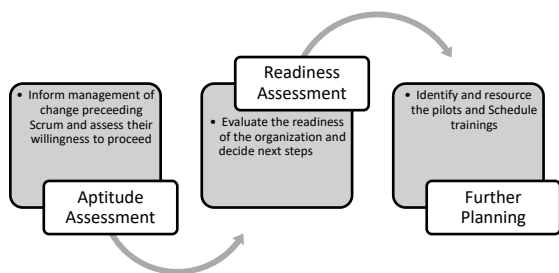 • Inform management of
change preceeding
Scrum and assess their
willingness to proceed
Aptitude
Assessment
Readiness
Assessment
• Evaluate the readiness
of the organization and
decide next steps
• Identify and resource
the pilots and Schedule
trainings
Further
Planning